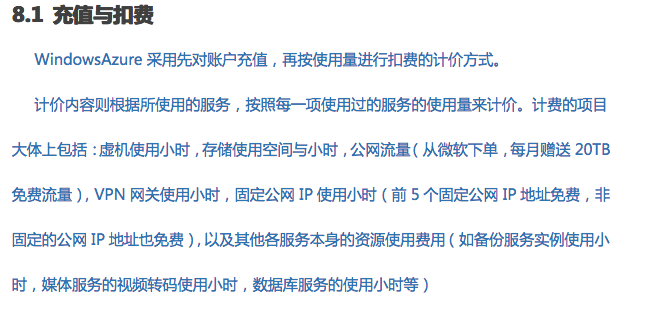 8.1 充值与扣费
WindowsAzure 采用先对账户充值，再按使用量进行扣费的计价方式。
计价内容则根据所使用的服务，按照每一项使用过的服务的使用量来计价。计费的项目
大体上包括：虚机使用小时，存储使用空间与小时，公网流量（从微软下单，每月赠送 20TB
免费流量），VPN 网关使用小时，固定公网 IP 使用小时（前 5 个固定公网 IP 地址免费，非
固定的公网 IP 地址也免费），以及其他各服务本身的资源使用费用（如备份服务实例使用小
时，媒体服务的视频转码使用小时，数据库服务的使用小时等）